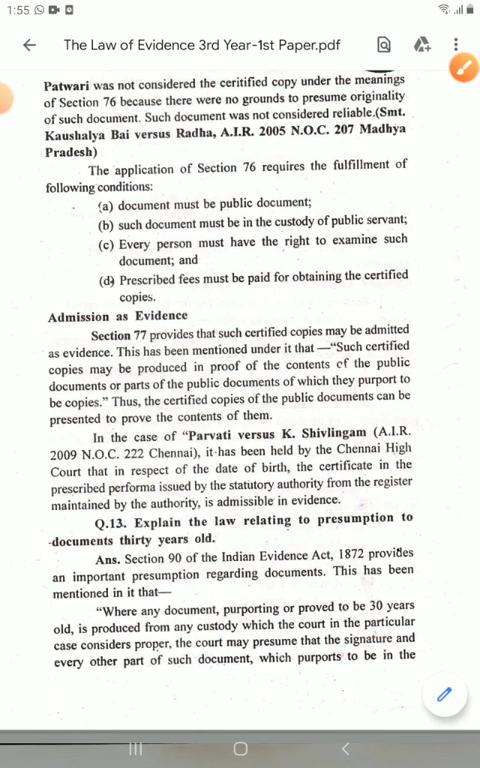 1:55
The Law of Evidence 3rd Year-1st Paper.pdf
Patwari was not considered the ceritified copy under the meanings
of Section 76 because there were no grounds to presume originality
of such document. Such document was not considered reliable.(Smt.
Kaushalya Bai versus Radha, A.I.R. 2005 N.O.C. 207 Madhya
Pradesh)
The application of Section 76 requires the fulfillment of
following conditions:
(a) document must be public document;
(b) such document must be in the custody of public servant;
(c) Every person must have the right to examine such
document; and
(d) Prescribed fees must be paid for obtaining the certified
copies.
Admission as Evidence
Section 77 provides that such certified copies may be admitted
as evidence. This has been mentioned under it that —“Such certified
copies may be produced in proof of the contents of the public
documents or parts of the public documents of which they purport to
be copies.” Thus, the certified copies of the public documents can be
presented to prove the contents of them.
In the case of “Parvati versus K. Shivlingam (A.I.R.
2009 N.O.C. 222 Chennai), it has been held by the Chennai High
Court that in respect of the date of birth, the certificate in the
prescribed performa issued by the statutory authority from the register
maintained by the authority, is admissible in evidence.
Q.13. Explain the law relating to presumption to
documents thirty years old.
Ans. Section 90 of the Indian Evidence Act, 1872 provides
an important presumption regarding documents. This has been
mentioned in it that—
“Where any document, purporting or proved to be 30 years
old, is produced from any custody which the court in the particular
case considers proper, the court may presume that the signature and
every other part of such document, which purports to be in the